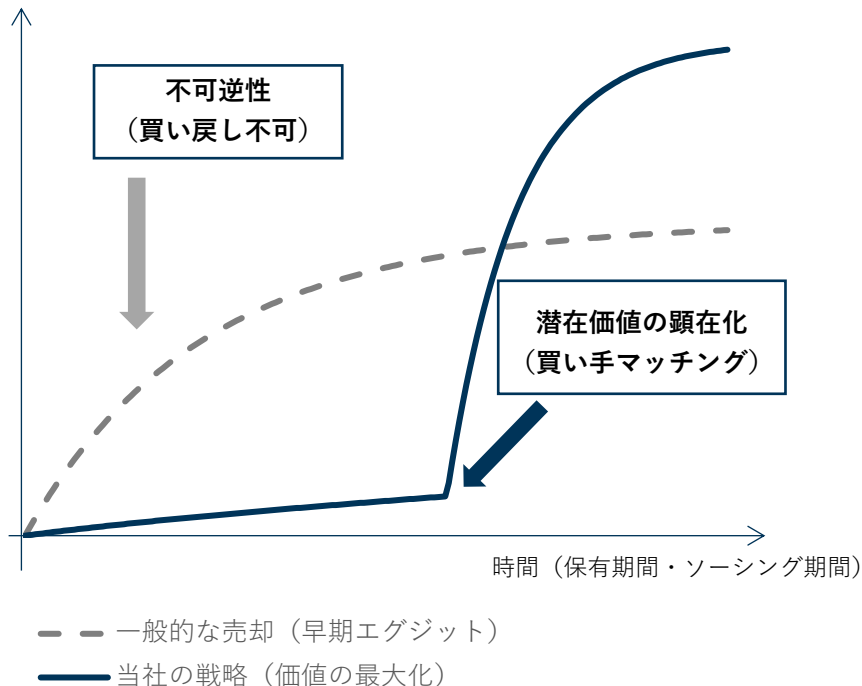 不可逆性
（買い戻し不可）
潜在価値の顕在化
（買い手マッチング）
時間（保有期間・ソーシング期間）
一般的な売却（早期エグジット）
当社の戦略（価値の最大化）